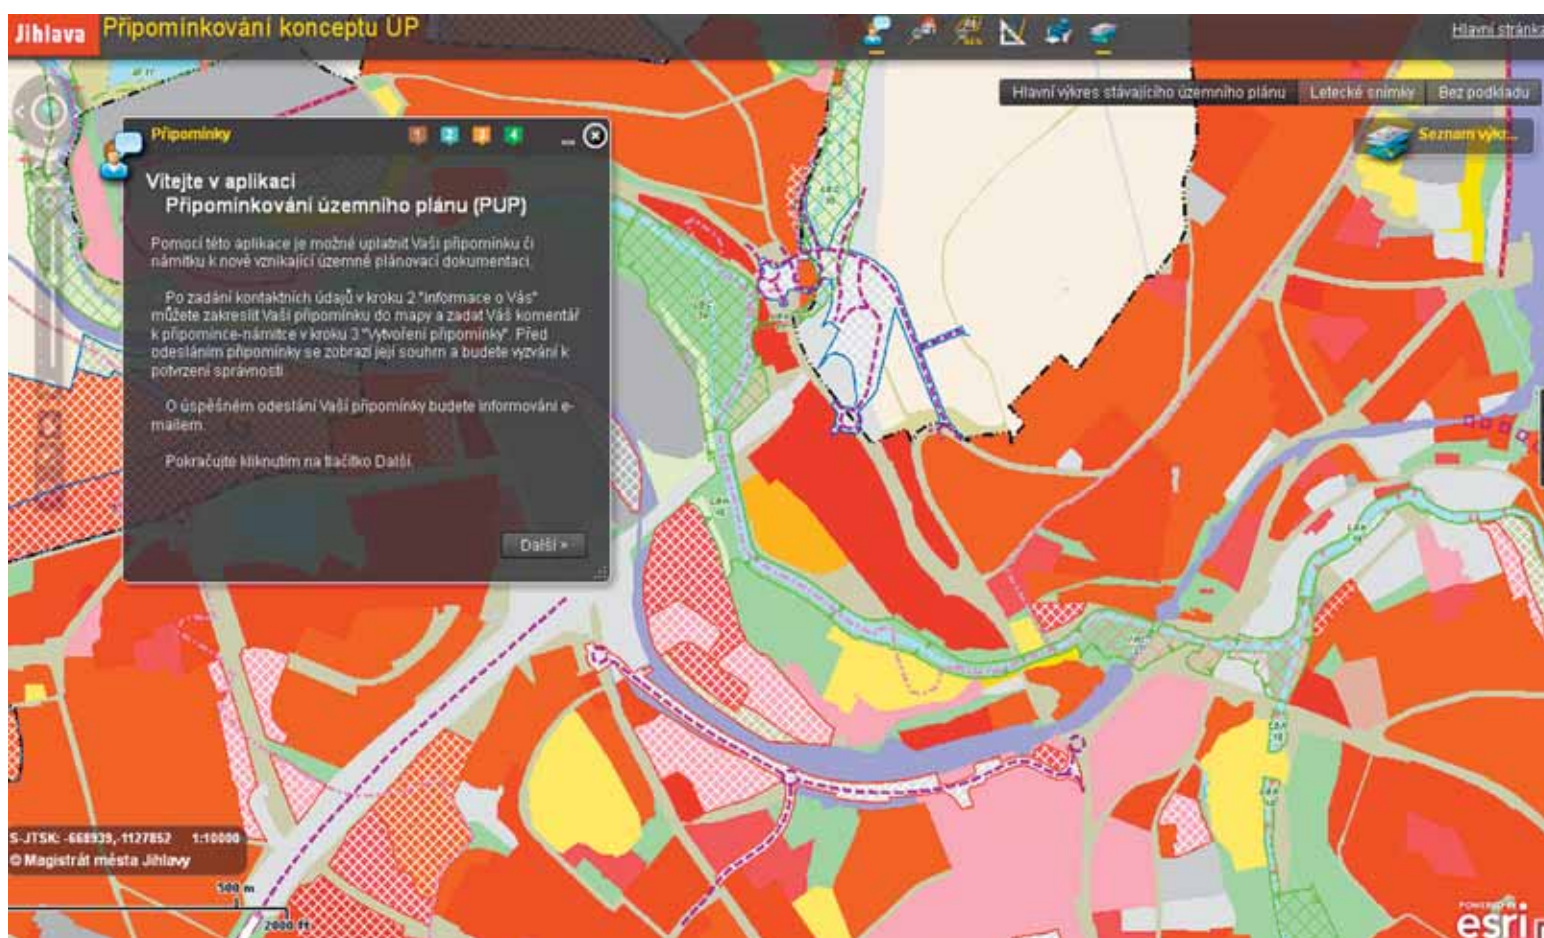 Jihlava
Připomínkování konceptu UP
Hlavní stránka
Hlavní výkres stávajícího územního plánu
Letecké snímky
Bez podkladu
Seznam výkr...
Připomínky
1
2
3
4
Vítejte v aplikaci
Připomínkování územního plánu (PUP)
Pomocí této aplikace je možné uplatnit Vaši připomínku či
námitku k nově vznikající územně plánovací dokumentaci.
Po zadání kontaktních údajů v kroku 2 "Informace o Vás"
můžete zakreslit Vaši připomínku do mapy a zadat Váš komentář
k připomínce-námitce v kroku 3 "Vytvoření připomínky". Před
odesláním připomínky se zobrazí její souhrn a budete vyzváni k
potvrzení správnosti.
O úspěšném odeslání Vaší připomínky budete informováni e-
mailem.
Pokračujte kliknutím na tlačítko Další.
Další »
S-JTSK: -668939,-1127852 1:10000
© Magistrát města Jihlavy
500 m
2000 ft
POWERED BY
esri